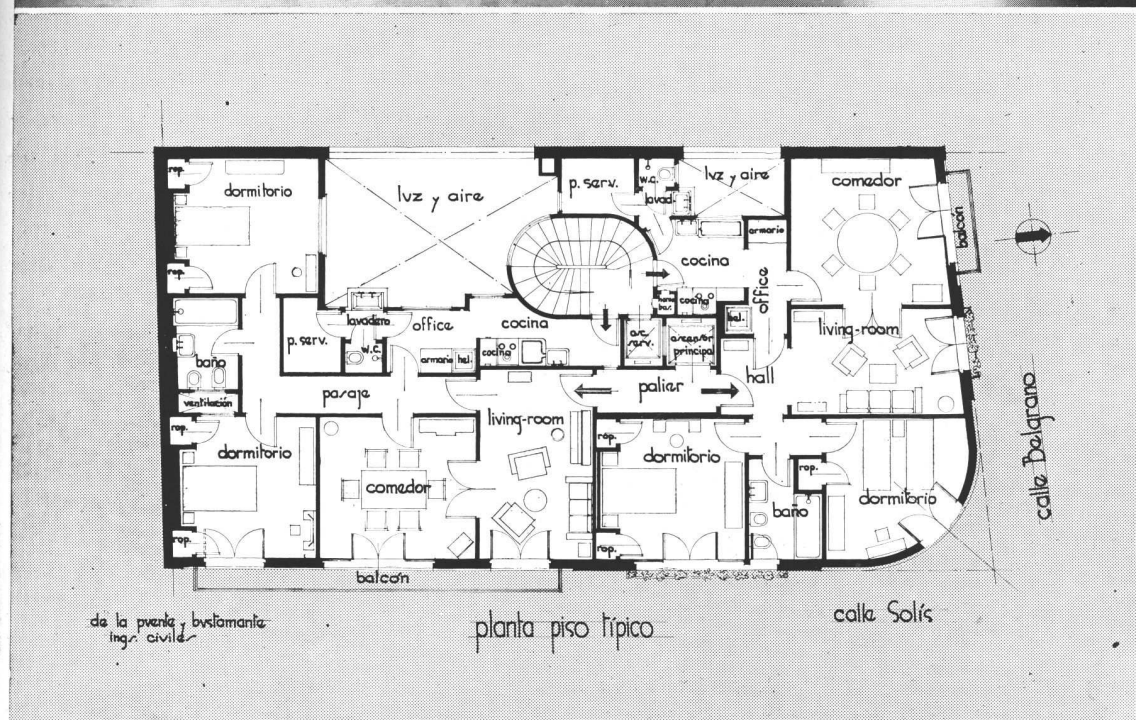 rop.
dormitorio
luz y aire
p. serv.
w.c.
lavad.
luz y aire
comedor
balcón
armario
rop.
cocina
office
cocina
hel.
lavadero
office
cocina
asc.
serv.
ascensor
principal
living-room
p. serv.
w.c.
armario
hel.
cocina
baño
hall
ventilación
pasaje
palier
rop.
dormitorio
comedor
living-room
rop.
dormitorio
rop.
baño
dormitorio
calle Belgrano
rop.
rop.
balcón
de la pvente y bvstamante
ings. civiles
planta piso típico
calle Solís